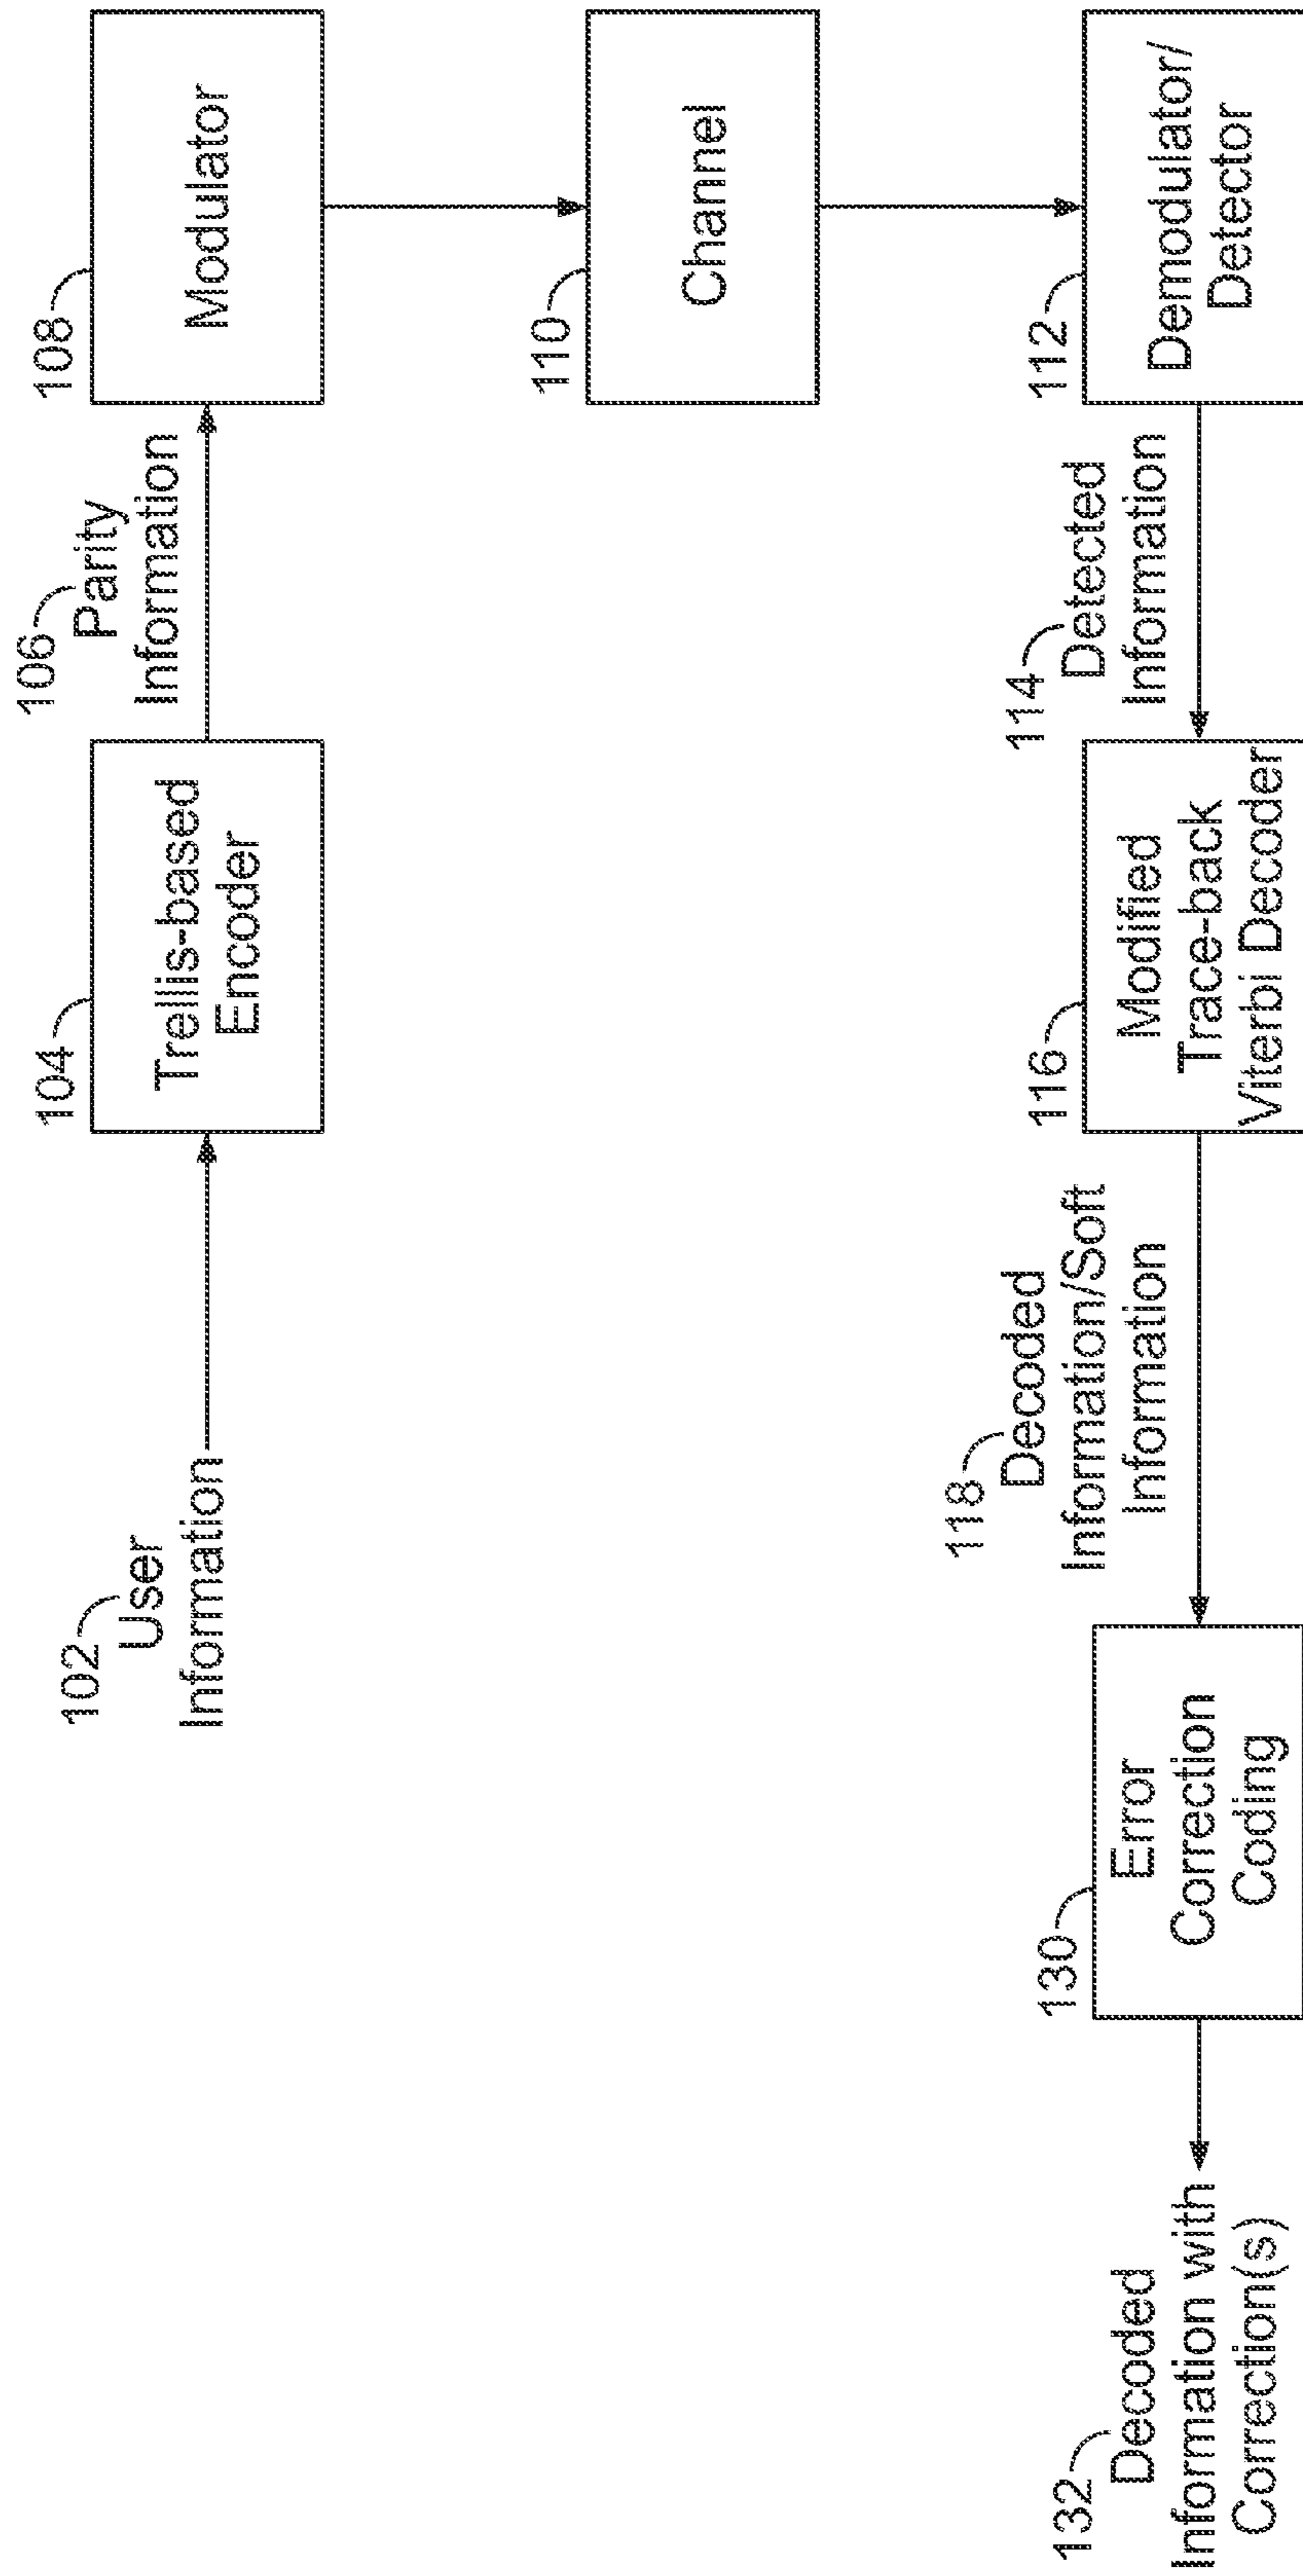 102
User
Information
104
Trellis-based
Encoder
106
Parity
Information
108
Modulator
110
Channel
112
Demodulator/
Detector
114
Detected
Information
116
Modified
Trace-back
Viterbi Decoder
118
Decoded
Information/Soft
Information
130
Error
Correction
Coding
132
Decoded
Information with
Correction(s)